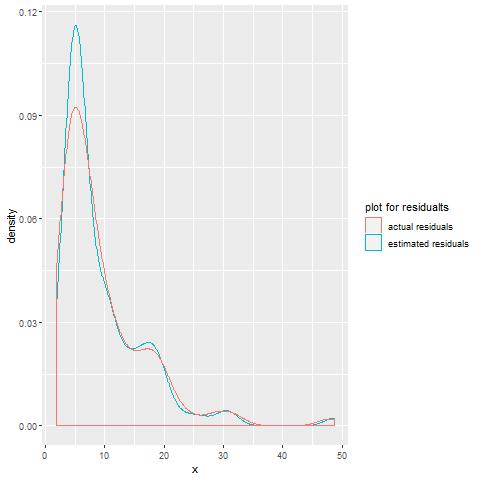 0.12
0.09
0.06
0.03
0.00
density
0
10
20
30
40
50
x
plot for residualts
actual residuals
estimated residuals